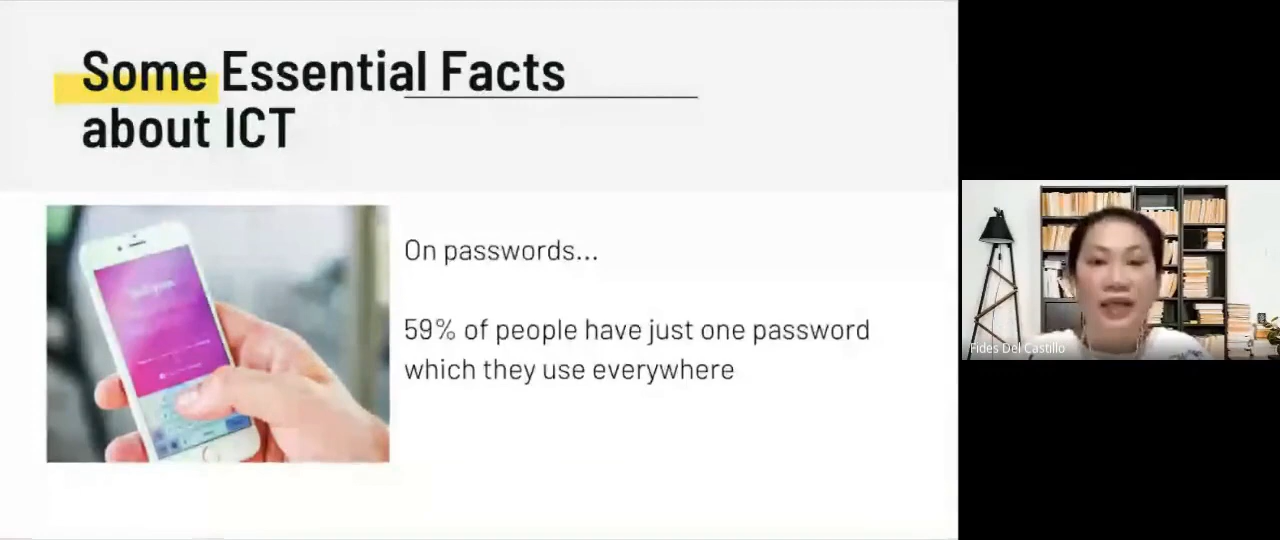 Some Essential Facts
about ICT
On passwords...
59% of people have just one password
which they use everywhere
Fides Del Castillo